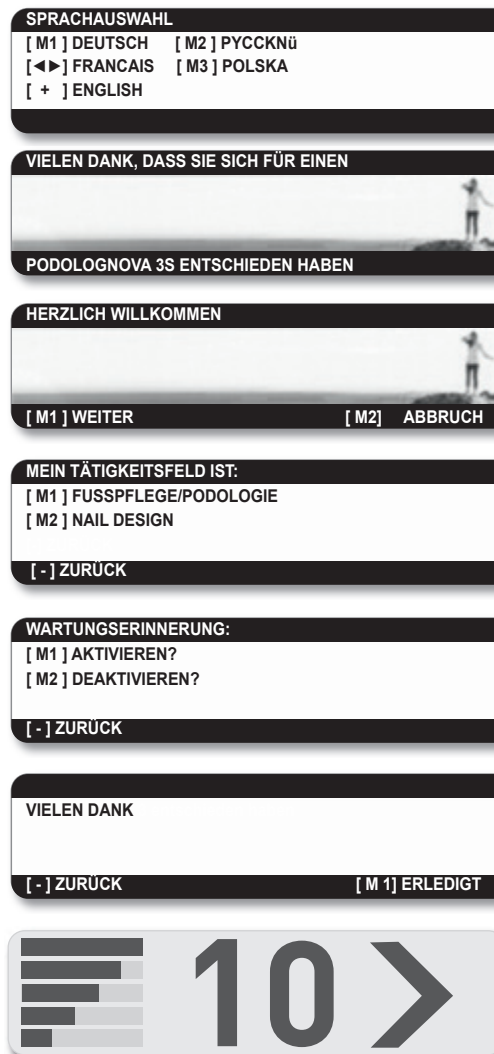 SPRACHAUSWAHL
[ M1 ] DEUTSCH [ M2 ] PYCCKNü
[◄►] FRANCAIS [ M3 ] POLSKA
[ + ] ENGLISH
VIELEN DANK, DASS SIE SICH FÜR EINEN
PODOLOGNOVA 3S ENTSCHIEDEN HABEN
HERZLICH WILLKOMMEN
[ M1 ] WEITER [ M2] ABBRUCH
MEIN TÄTIGKEITSFELD IST:
[ M1 ] FUSSPFLEGE/PODOLOGIE
[ M2 ] NAIL DESIGN
[ - ] ZURÜCK
WARTUNGSERINNERUNG:
[ M1 ] AKTIVIEREN?
[ M2 ] DEAKTIVIEREN?
[ - ] ZURÜCK
VIELEN DANK
[ - ] ZURÜCK [ M 1] ERLEDIGT
10